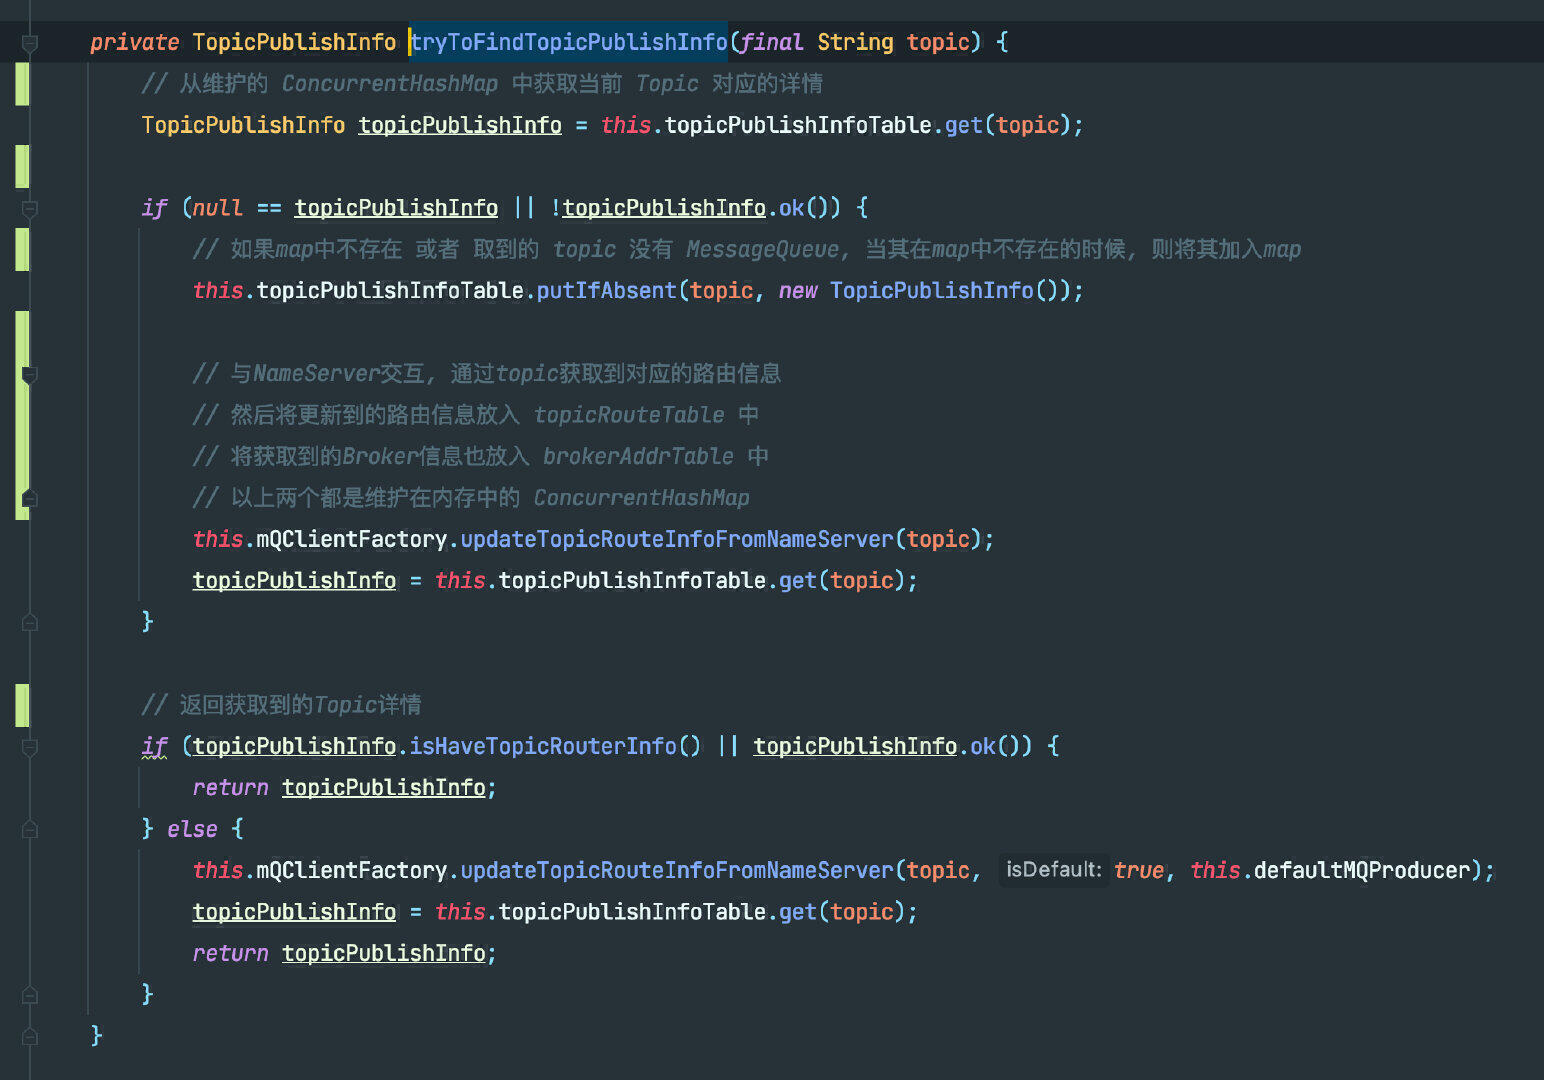 private TopicPublishInfo tryToFindTopicPublishInfo(final String topic) {
// 从维护的 ConcurrentHashMap 中获取当前 Topic 对应的详情
TopicPublishInfo topicPublishInfo = this.topicPublishInfoTable.get(topic);
if (null == topicPublishInfo || !topicPublishInfo.ok()) {
// 如果map中不存在 或者 取到的 topic 没有 MessageQueue, 当其在map中不存在的时候, 则将其加入map
this.topicPublishInfoTable.putIfAbsent(topic, new TopicPublishInfo());
// 与NameServer交互, 通过topic获取到对应的路由信息
// 然后将更新到的路由信息放入 topicRouteTable 中
// 将获取到的Broker信息也放入 brokerAddrTable 中
// 以上两个都是维护在内存中的 ConcurrentHashMap
this.mQClientFactory.updateTopicRouteInfoFromNameServer(topic);
topicPublishInfo = this.topicPublishInfoTable.get(topic);
}
// 返回获取到的Topic详情
if (topicPublishInfo.isHaveTopicRouterInfo() || topicPublishInfo.ok()) {
return topicPublishInfo;
} else {
this.mQClientFactory.updateTopicRouteInfoFromNameServer(topic, isDefault: true, this.defaultMQProducer);
topicPublishInfo = this.topicPublishInfoTable.get(topic);
return topicPublishInfo;
}
}